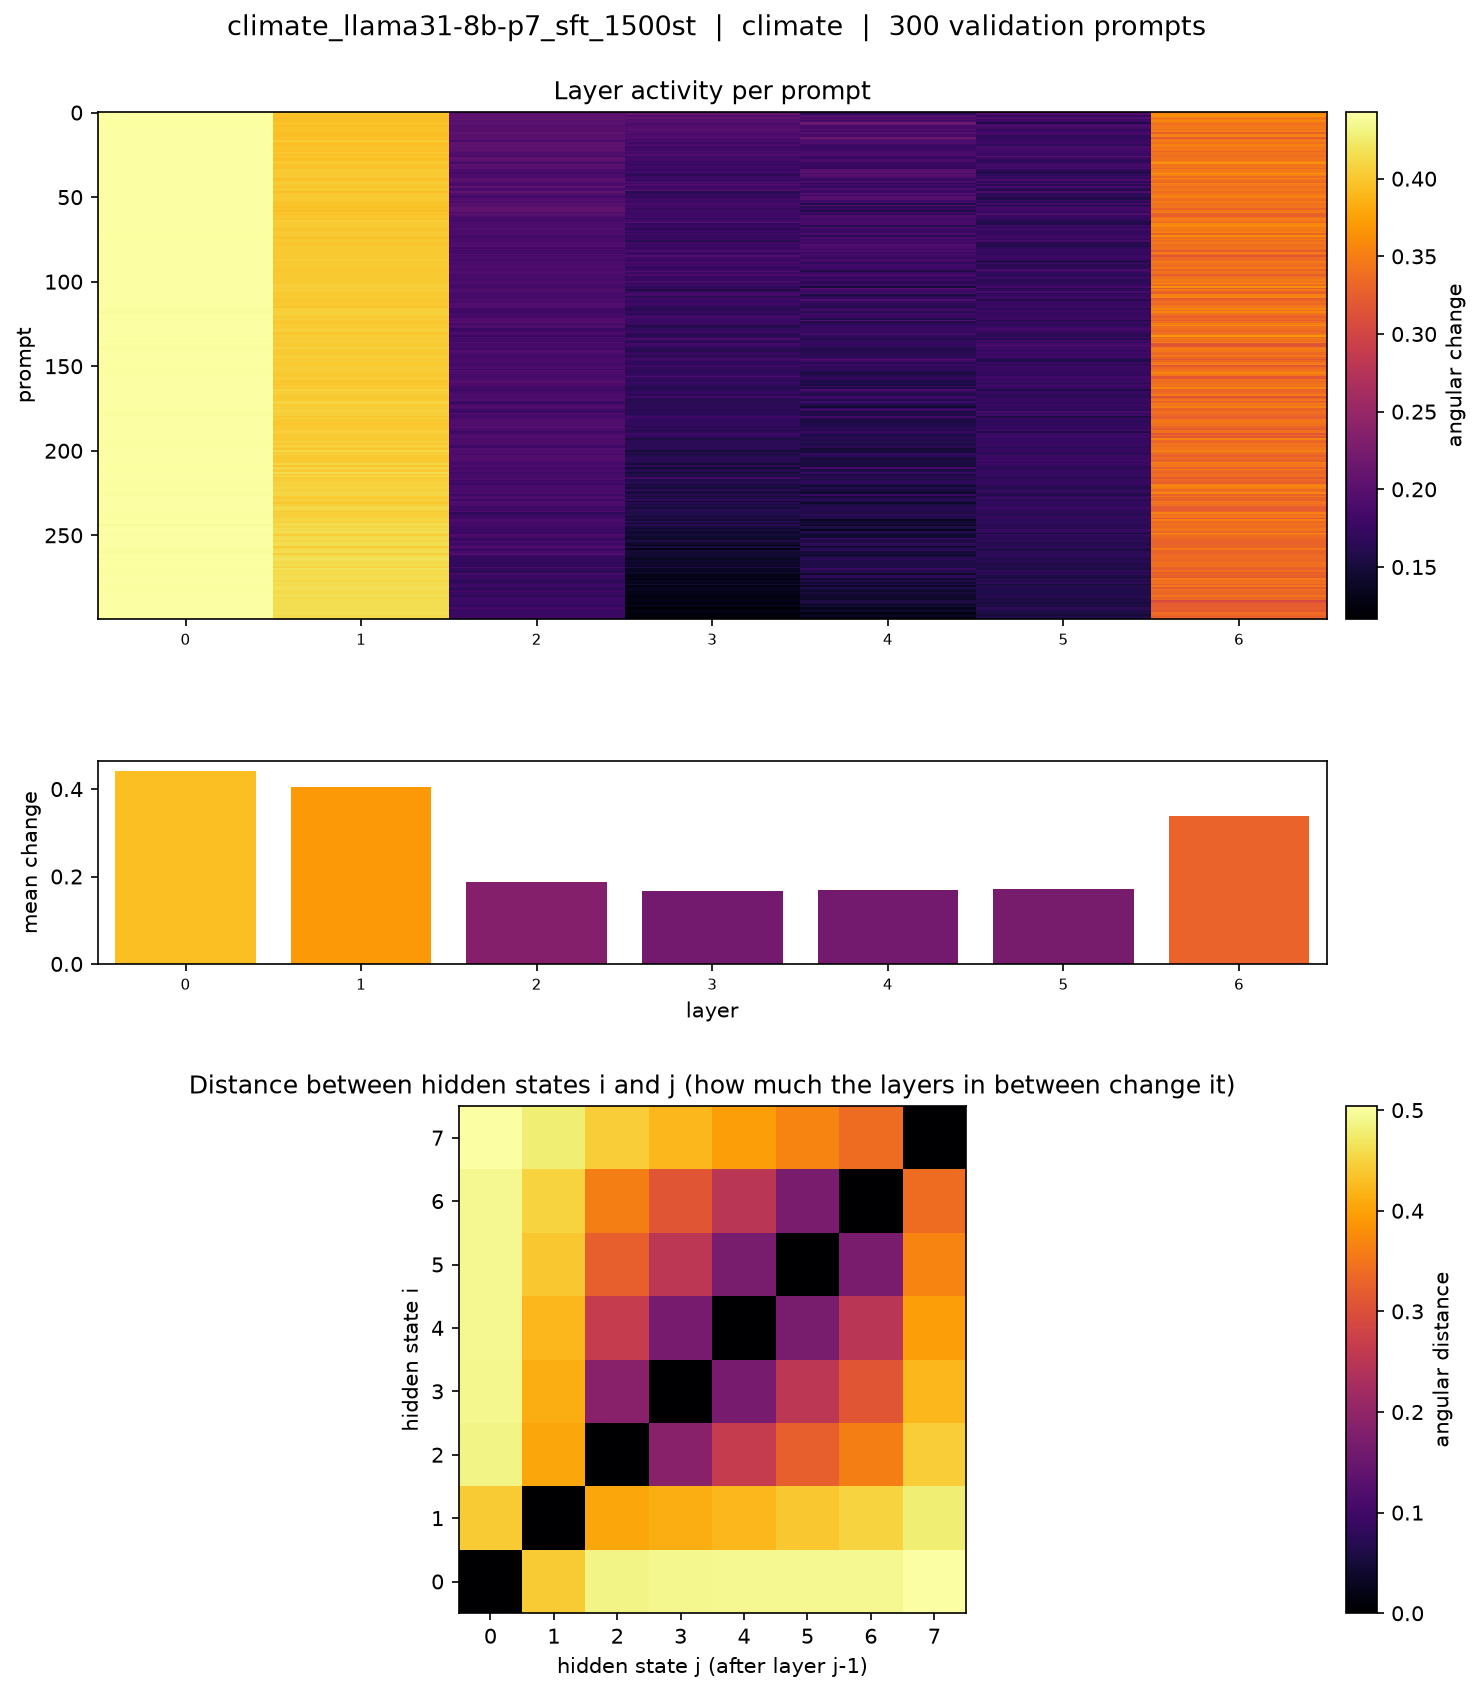 climate_llama31-8b-p7_sft_1500st | climate | 300 validation prompts
Layer activity per prompt
prompt
0
50
100
150
200
250
0 1 2 3 4 5 6
0.40
0.35
0.30
0.25
0.20
0.15
angular change
mean change
0.4
0.2
0.0
0 1 2 3 4 5 6
layer
Distance between hidden states i and j (how much the layers in between change it)
hidden state i
7
6
5
4
3
2
1
0
0 1 2 3 4 5 6 7
hidden state j (after layer j-1)
0.5
0.4
0.3
0.2
0.1
0.0
angular distance